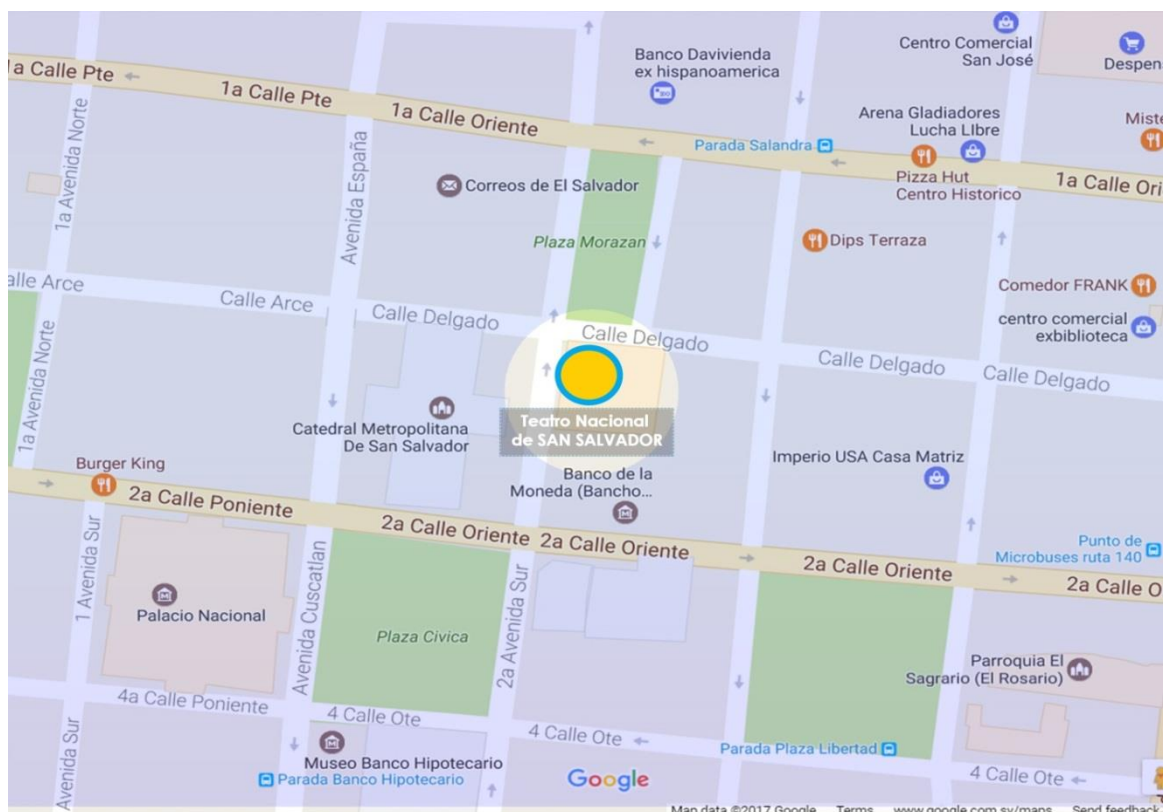 Centro Comercial
San José
Despen
Banco Davivienda
ex hispanoamerica
1a Calle Pte
1a Calle Pte
1a Calle Oriente
Arena Gladiadores
Lucha LIbre
Miste
Parada Salandra
Pizza Hut
Centro Historico
1a Calle Ori
1a Avenida Norte
Avenida España
Correos de El Salvador
Plaza Morazan
Dips Terraza
alle Arce
Calle Arce
Calle Delgado
Calle Delgado
Calle Delgado
Calle Delgado
Comedor FRANK
centro comercial
exbiblioteca
1a Avenida Norte
Catedral Metropolitana
De San Salvador
Teatro Nacional
de SAN SALVADOR
Burger King
Banco de la
Moneda (Bancho...
Imperio USA Casa Matriz
2a Calle Poniente
2a Calle Oriente
2a Calle Oriente
2a Calle Oriente
2a Calle O
Punto de
Microbuses ruta 140
1 Avenida Sur
Palacio Nacional
Avenida Cuscatlan
Plaza Civica
2a Avenida Sur
Parroquia El
Sagrario (El Rosario)
4a Calle Poniente
4 Calle Ote
4 Calle Ote
4 Calle Ote
Avenida Sur
Museo Banco Hipotecario
Parada Banco Hipotecario
Parada Plaza Libertad
Google
Map data ©2017 Google Terms www.google.com.sv/maps Send feedback